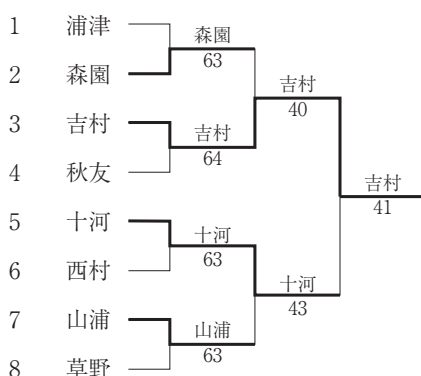 1 浦津
2 森園
3 吉村
4 秋友
5 十河
6 西村
7 山浦
8 草野
森園
63
吉村
64
十河
63
山浦
63
吉村
40
十河
43
吉村
41